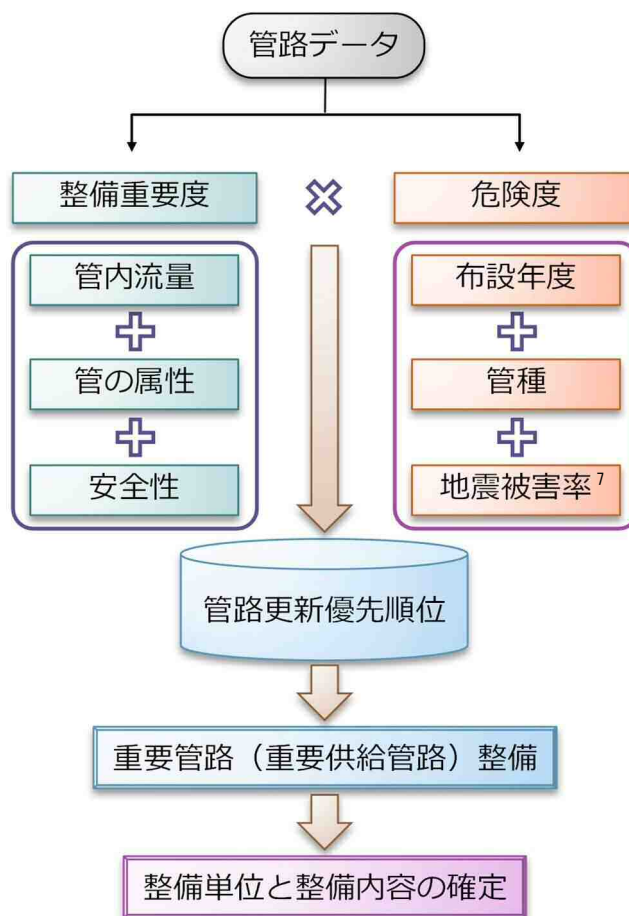 管路データ
整備重要度
危険度
管内流量
管の属性
安全性
布設年度
管種
地震被害率7
管路更新優先順位
重要管路（重要供給管路）整備
整備単位と整備内容の確定